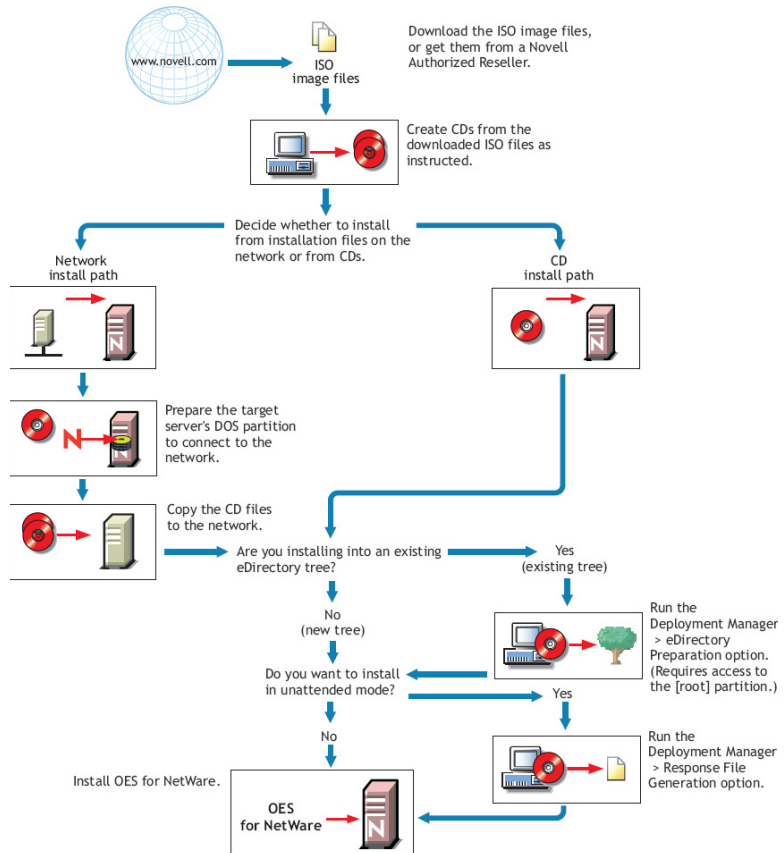 www.novell.com
ISO
image files
Download the ISO image files,
or get them from a Novell
Authorized Reseller.
Create CDs from the
downloaded ISO files as
instructed.
Decide whether to install
from installation files on the
network or from CDs.
Network
install path
CD
install path
N
N
Prepare the target
server's DOS partition
to connect to the
network.
N
N
Copy the CD files
to the network.
Are you installing into an existing
eDirectory tree?
Yes
(existing tree)
No
(new tree)
Run the
Deployment Manager
> eDirectory
Preparation option.
(Requires access to
the [root] partition.)
Do you want to install
in unattended mode?
Yes
No
Run the
Deployment Manager
> Response File
Generation option.
Install OES for NetWare.
OES
for NetWare
N